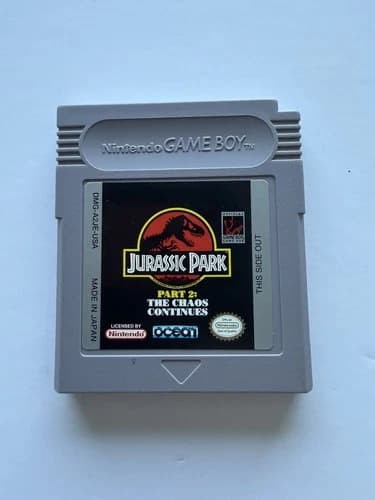 Nintendo GAME BOY TM
DMG-A2JE-USA
MADE IN JAPAN
JURASSIC PARK
PART 2:
THE CHAOS
CONTINUES
LICENSED BY
Nintendo
ocean
Nintendo
THIS SIDE OUT